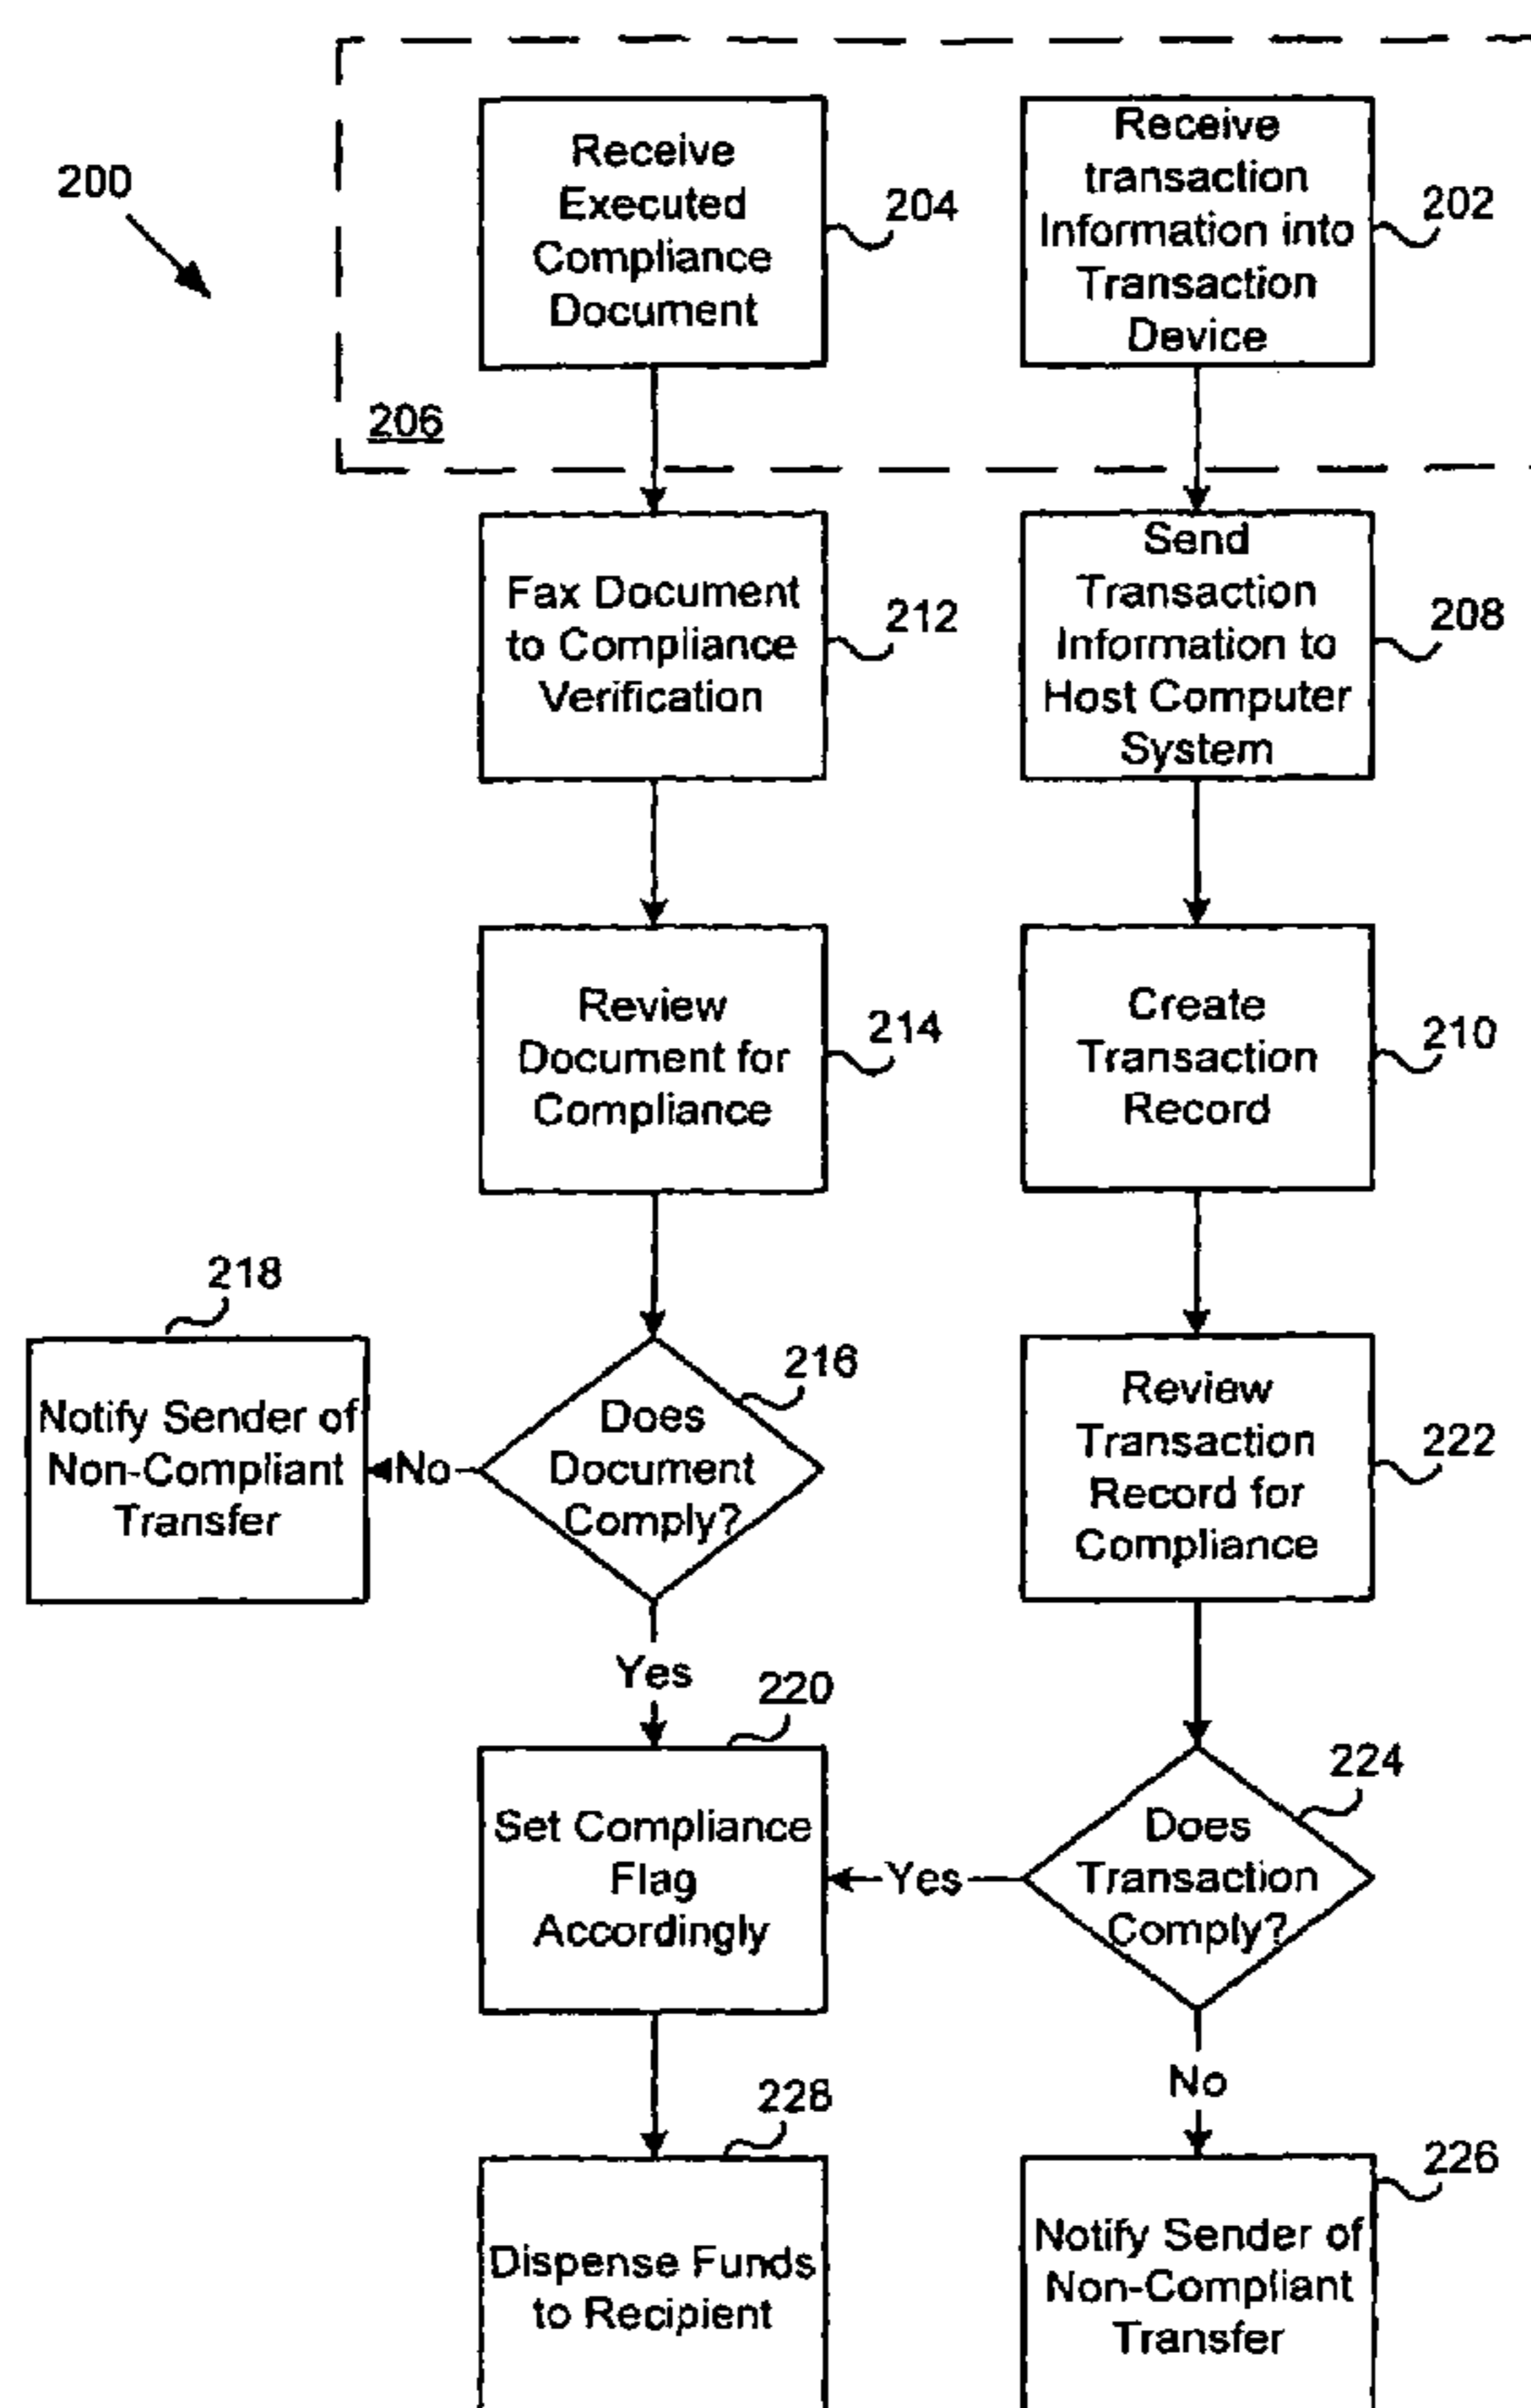 200
Receive
Executed
Compliance
Document
204
Receive
transaction
Information into
Transaction
Device
202
206
Fax Document
to Compliance
Verification
212
Send
Transaction
Information to
Host Computer
System
208
Review
Document for
Compliance
214
Create
Transaction
Record
210
218
Notify Sender of
Non-Compliant
Transfer
No
216
Does
Document
Comply?
Review
Transaction
Record for
Compliance
222
Yes
220
Set Compliance
Flag
Accordingly
Yes
224
Does
Transaction
Comply?
No
228
Dispense Funds
to Recipient
226
Notify Sender of
Non-Compliant
Transfer